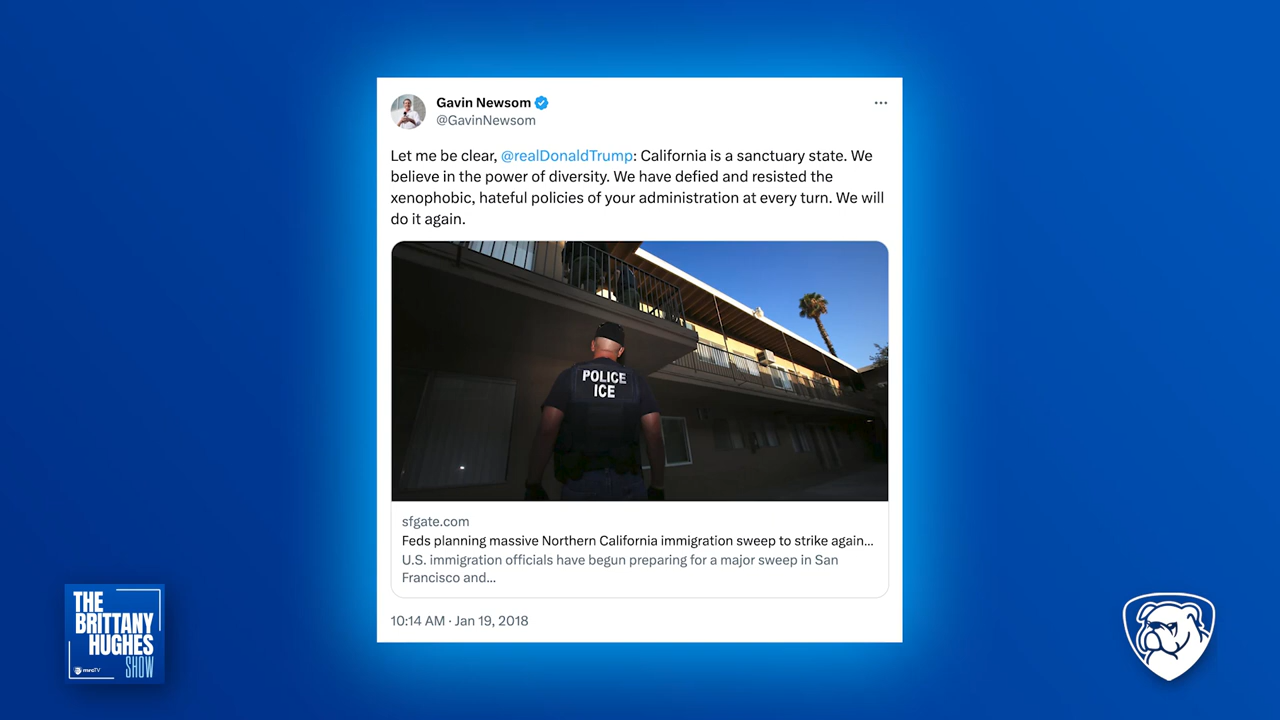 Gavin Newsom
@GavinNewsom
Let me be clear, @realDonaldTrump: California is a sanctuary state. We
believe in the power of diversity. We have defied and resisted the
xenophobic, hateful policies of your administration at every turn. We will
do it again.
POLICE
ICE
sfgate.com
Feds planning massive Northern California immigration sweep to strike again...
U.S. immigration officials have begun preparing for a major sweep in San
Francisco and...
10:14 AM · Jan 19, 2018
THE
BRITTANY
HUGHES
SHOW
mrcTV